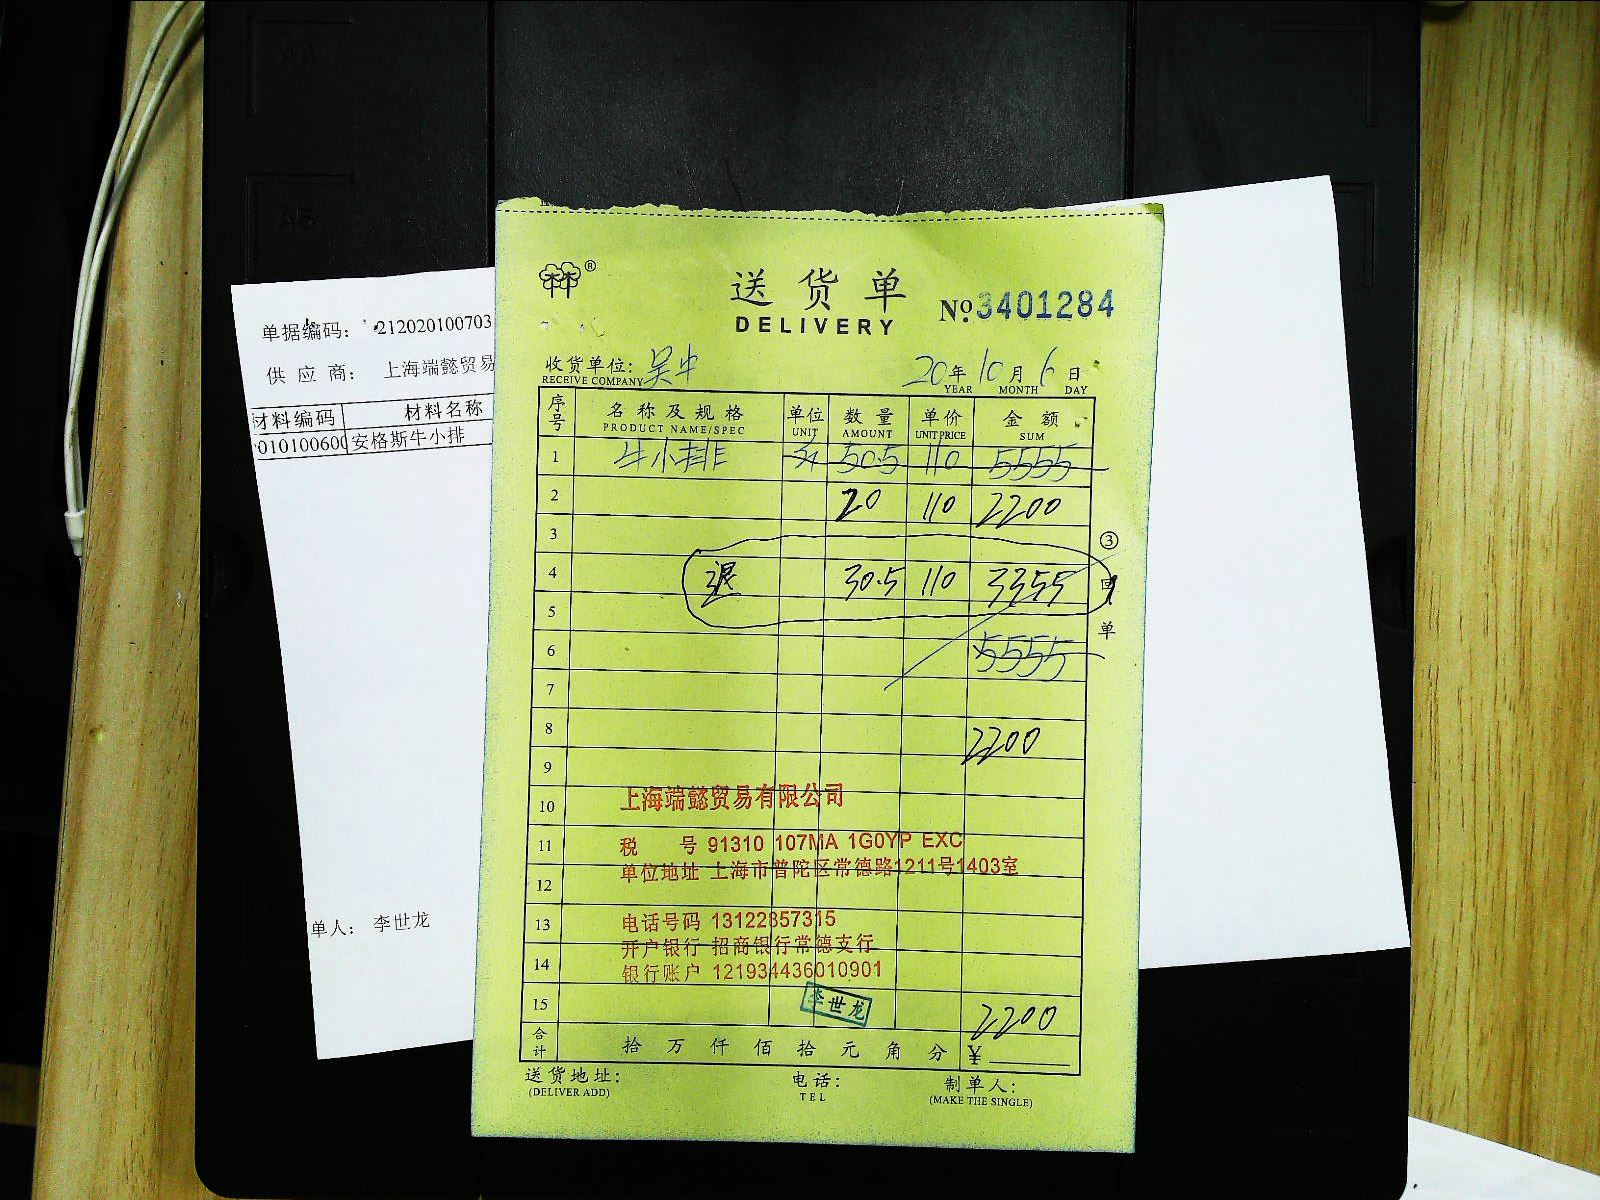 单据编码: 212020100703
供 应 商: 上海端懿贸易
材料编码 材料名称
010100600 安格斯牛小排
单人: 李世龙
®
送货单
DELIVERY
№ 3401284
收货单位: 吴中
RECEIVE COMPANY
20年10月6日
YEAR MONTH DAY
序号 名称及规格 单位 数量 单价 金额
PRODUCT NAME/SPEC UNIT AMOUNT UNIT PRICE SUM
1 牛小排 50.5 110 5555
2 20 110 2200
3
4 退 30.5 110 3355
5
6 5555
7
8 2200
9
10 上海端懿贸易有限公司
11 税 号 91310 107MA 1G0YP EXC
单位地址 上海市普陀区常德路1211号1403室
12
13 电话号码 13122857315
开户银行 招商银行常德支行
14 银行账户 121934436010901
李世龙
15 2200
合计 拾 万 仟 佰 拾 元 角 分 ¥
③回单
送货地址: 电话: 制单人:
(DELIVER ADD) TEL (MAKE THE SINGLE)
A5